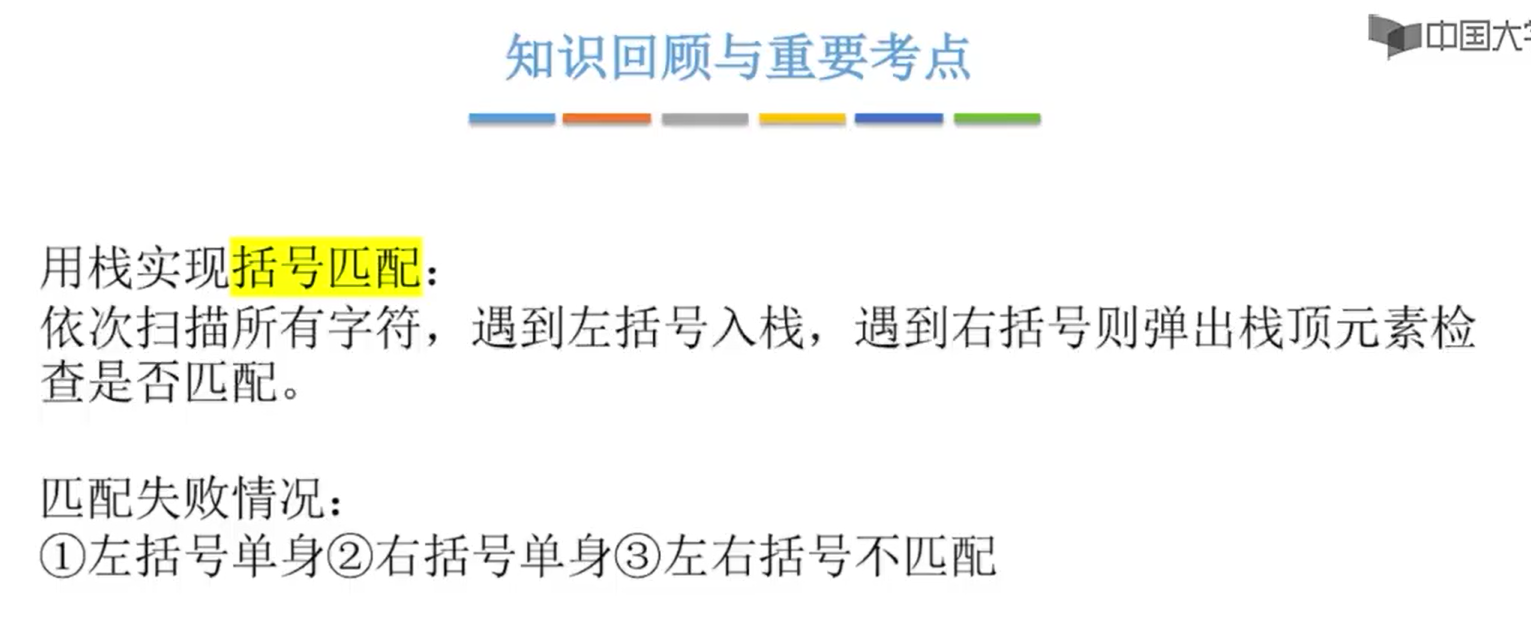 知识回顾与重要考点
中国大学
用栈实现括号匹配：
依次扫描所有字符，遇到左括号入栈，遇到右括号则弹出栈顶元素检
查是否匹配。
匹配失败情况：
①左括号单身②右括号单身③左右括号不匹配